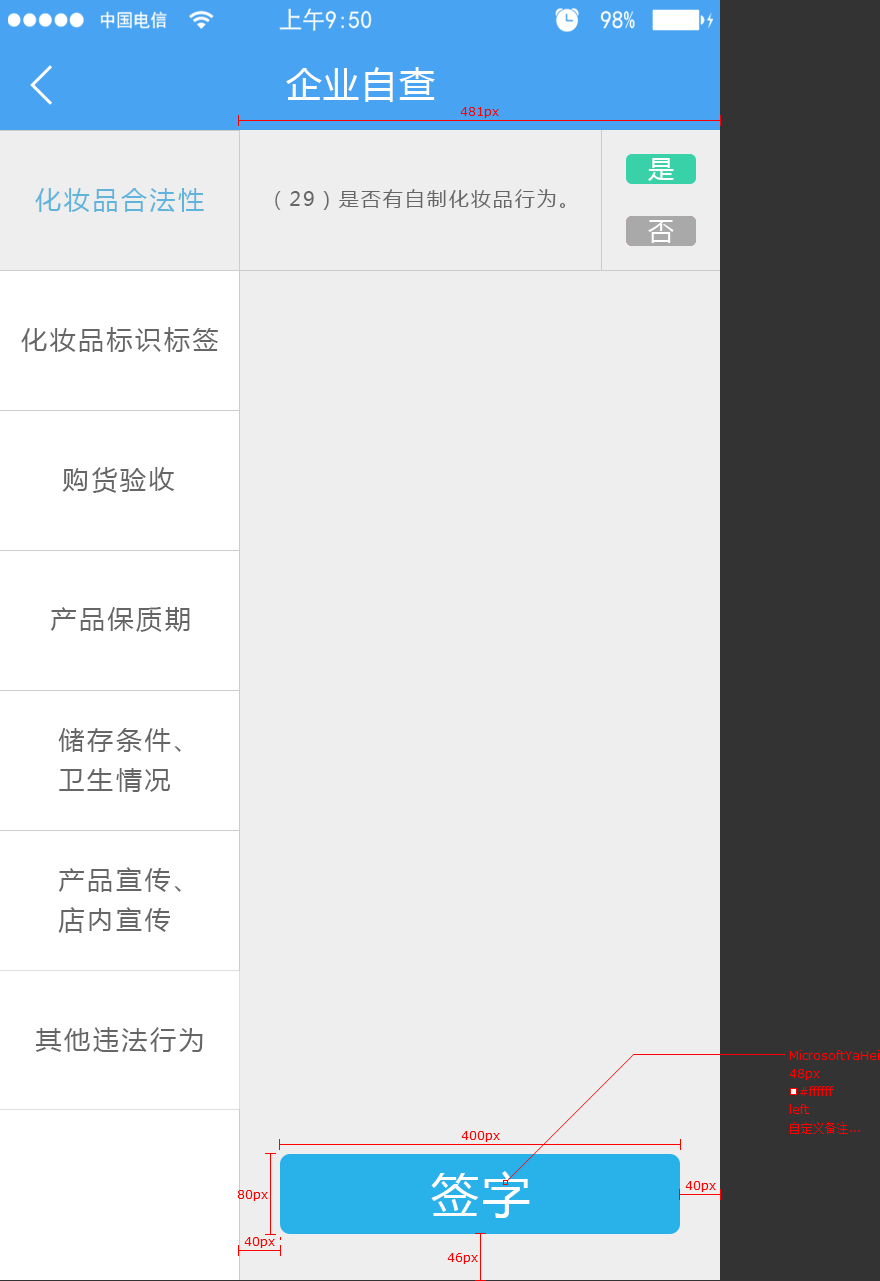 中国电信
上午9:50
98%
企业自查
481px
化妆品合法性
（29）是否有自制化妆品行为。
是
否
化妆品标识标签
购货验收
产品保质期
储存条件、
卫生情况
产品宣传、
店内宣传
其他违法行为
MicrosoftYaHei
48px
#ffffff
left
自定义备注...
400px
签字
80px
40px
40px
46px